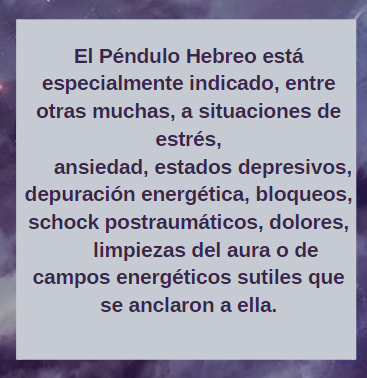 El Péndulo Hebreo está
especialmente indicado, entre
otras muchas, a situaciones de
estrés,
ansiedad, estados depresivos,
depuración energética, bloqueos,
schock postraumáticos, dolores,
limpiezas del aura o de
campos energéticos sutiles que
se anclaron a ella.